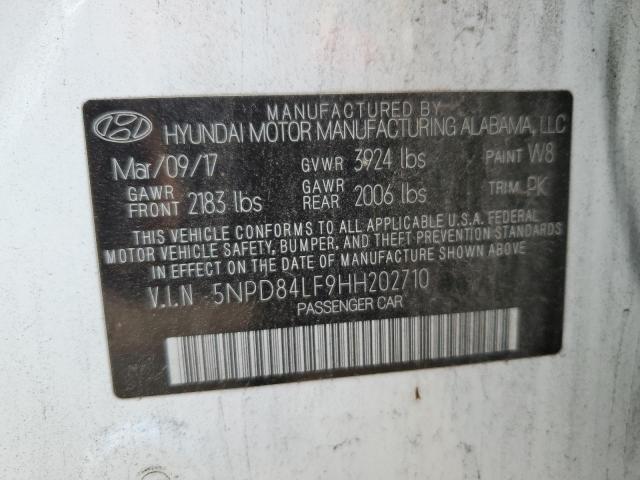 MANUFACTURED BY
HYUNDAI MOTOR MANUFACTURING ALABAMA, LLC
Mar/09/17 GVWR 3924 lbs PAINT W8
GAWR FRONT 2183 lbs GAWR REAR 2006 lbs TRIM PK
THIS VEHICLE CONFORMS TO ALL APPLICABLE U.S.A. FEDERAL
MOTOR VEHICLE SAFETY, BUMPER, AND THEFT PREVENTION STANDARDS
IN EFFECT ON THE DATE OF MANUFACTURE SHOWN ABOVE
V.I.N 5NPD84LF9HH202710
PASSENGER CAR